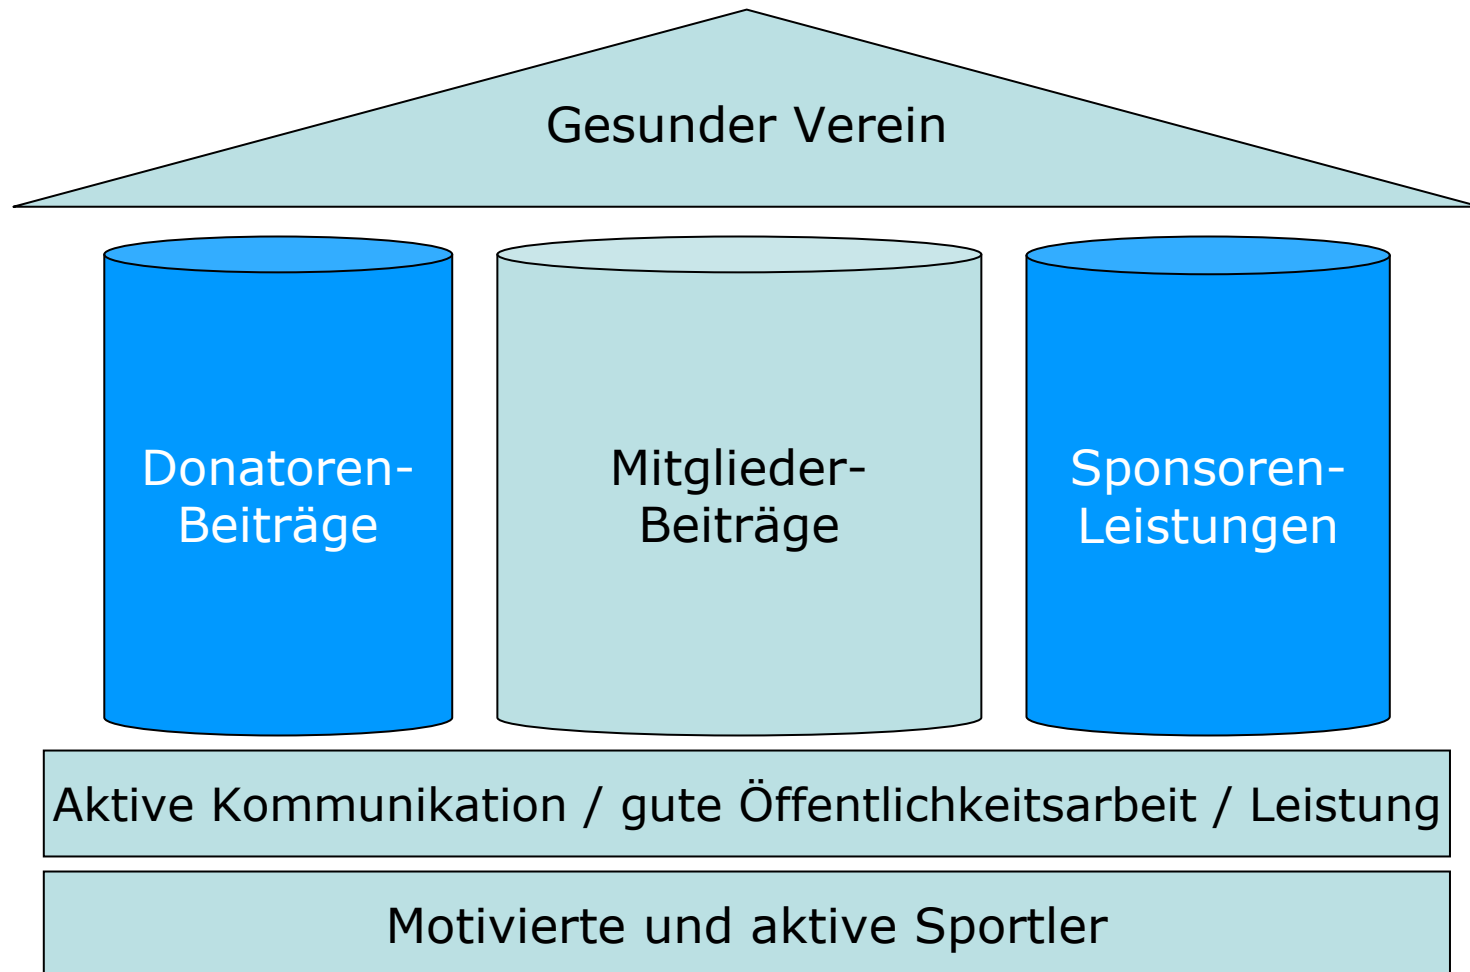 Gesunder Verein
Donatoren-
Beiträge
Mitglieder-
Beiträge
Sponsoren-
Leistungen
Aktive Kommunikation / gute Öffentlichkeitsarbeit / Leistung
Motivierte und aktive Sportler